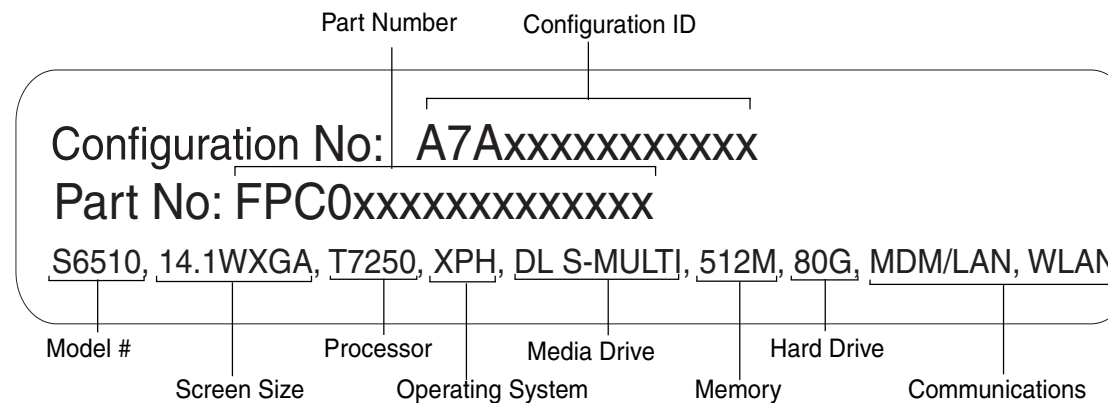 Part Number Configuration ID
Configuration No: A7Axxxxxxxxxxx
Part No: FPC0xxxxxxxxxxxxx
S6510, 14.1WXGA, T7250, XPH, DL S-MULTI, 512M, 80G, MDM/LAN, WLAN
Model # Processor Media Drive Hard Drive
Screen Size Operating System Memory Communications